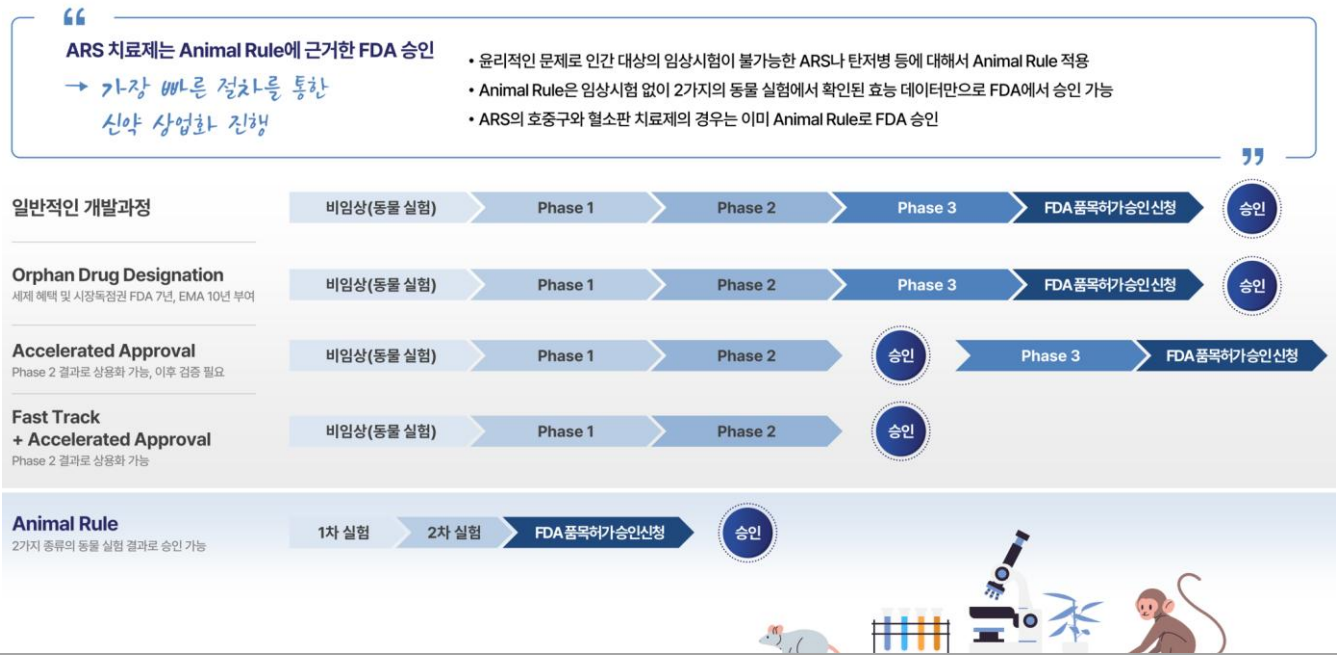 “
ARS 치료제는 Animal Rule에 근거한 FDA 승인
→ 가장 빠른 절차를 통한
신약 상업화 진행
• 윤리적인 문제로 인간 대상의 임상시험이 불가능한 ARS나 탄저병 등에 대해서 Animal Rule 적용
• Animal Rule은 임상시험 없이 2가지의 동물 실험에서 확인된 효능 데이터만으로 FDA에서 승인 가능
• ARS의 호중구와 혈소판 치료제의 경우는 이미 Animal Rule로 FDA 승인
”
일반적인 개발과정
비임상(동물 실험) Phase 1 Phase 2 Phase 3 FDA 품목허가 승인 신청 승인
Orphan Drug Designation
세제 혜택 및 시장독점권 FDA 7년, EMA 10년 부여
비임상(동물 실험) Phase 1 Phase 2 Phase 3 FDA 품목허가 승인 신청 승인
Accelerated Approval
Phase 2 결과로 상용화 가능, 이후 검증 필요
비임상(동물 실험) Phase 1 Phase 2 승인 Phase 3 FDA 품목허가 승인 신청
Fast Track
+ Accelerated Approval
Phase 2 결과로 상용화 가능
비임상(동물 실험) Phase 1 Phase 2 승인
Animal Rule
2가지 종류의 동물 실험 결과로 승인 가능
1차 실험 2차 실험 FDA 품목허가 승인신청 승인